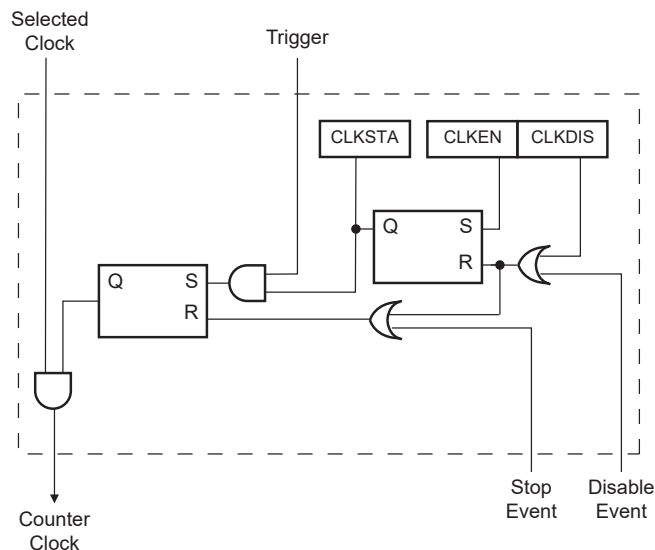 Selected
Clock
Trigger
CLKSTA
CLKEN
CLKDIS
Q
S
R
Q
S
R
Stop
Event
Disable
Event
Counter
Clock